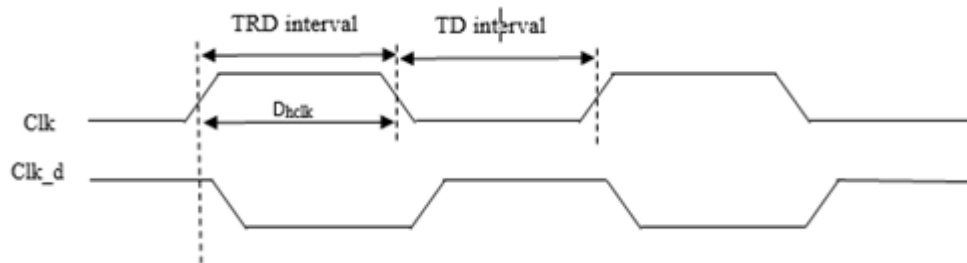 TRD interval
TD interval
Dhclk
Clk
Clk_d